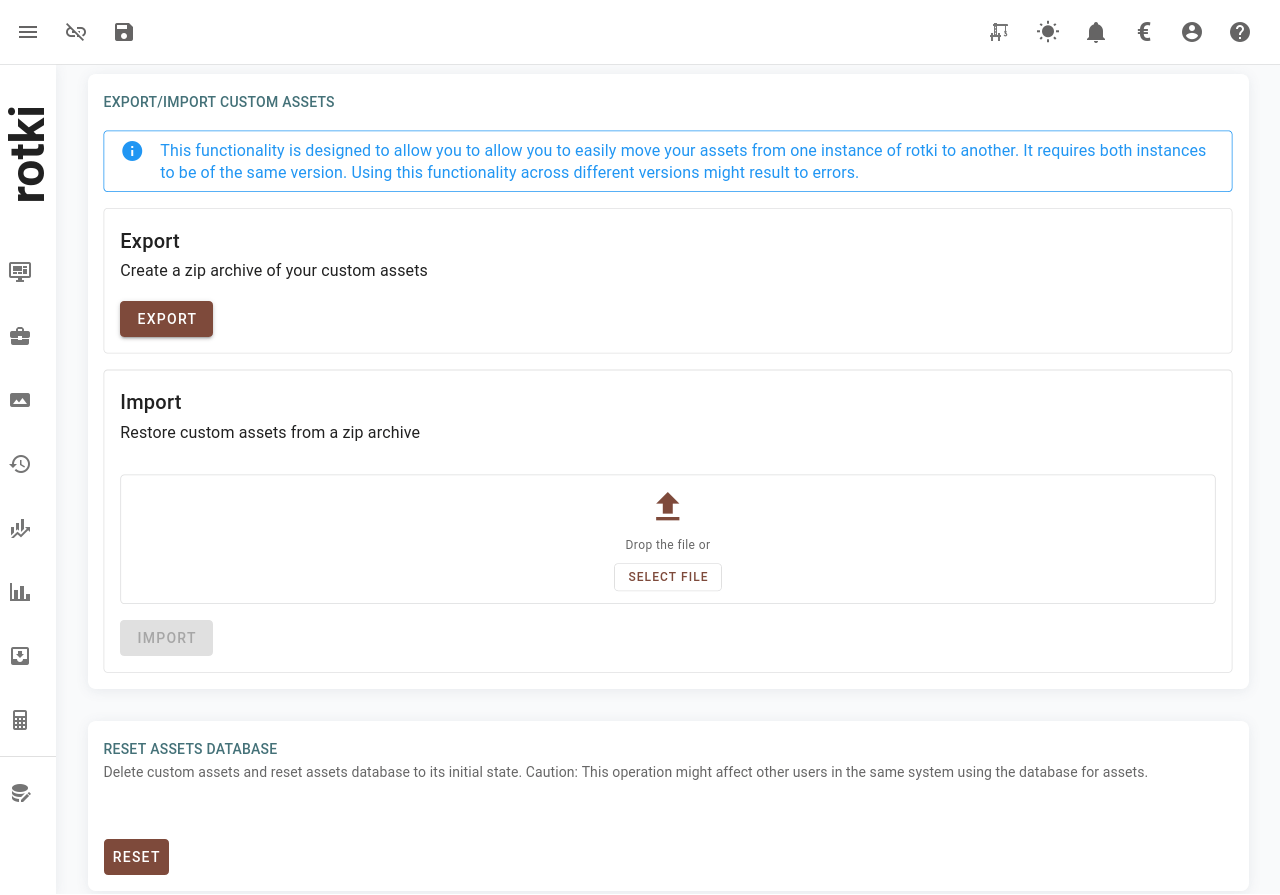 rotki
EXPORT/IMPORT CUSTOM ASSETS
This functionality is designed to allow you to allow you to easily move your assets from one instance of rotki to another. It requires both instances
to be of the same version. Using this functionality across different versions might result to errors.
Export
Create a zip archive of your custom assets
EXPORT
Import
Restore custom assets from a zip archive
Drop the file or
SELECT FILE
IMPORT
RESET ASSETS DATABASE
Delete custom assets and reset assets database to its initial state. Caution: This operation might affect other users in the same system using the database for assets.
RESET